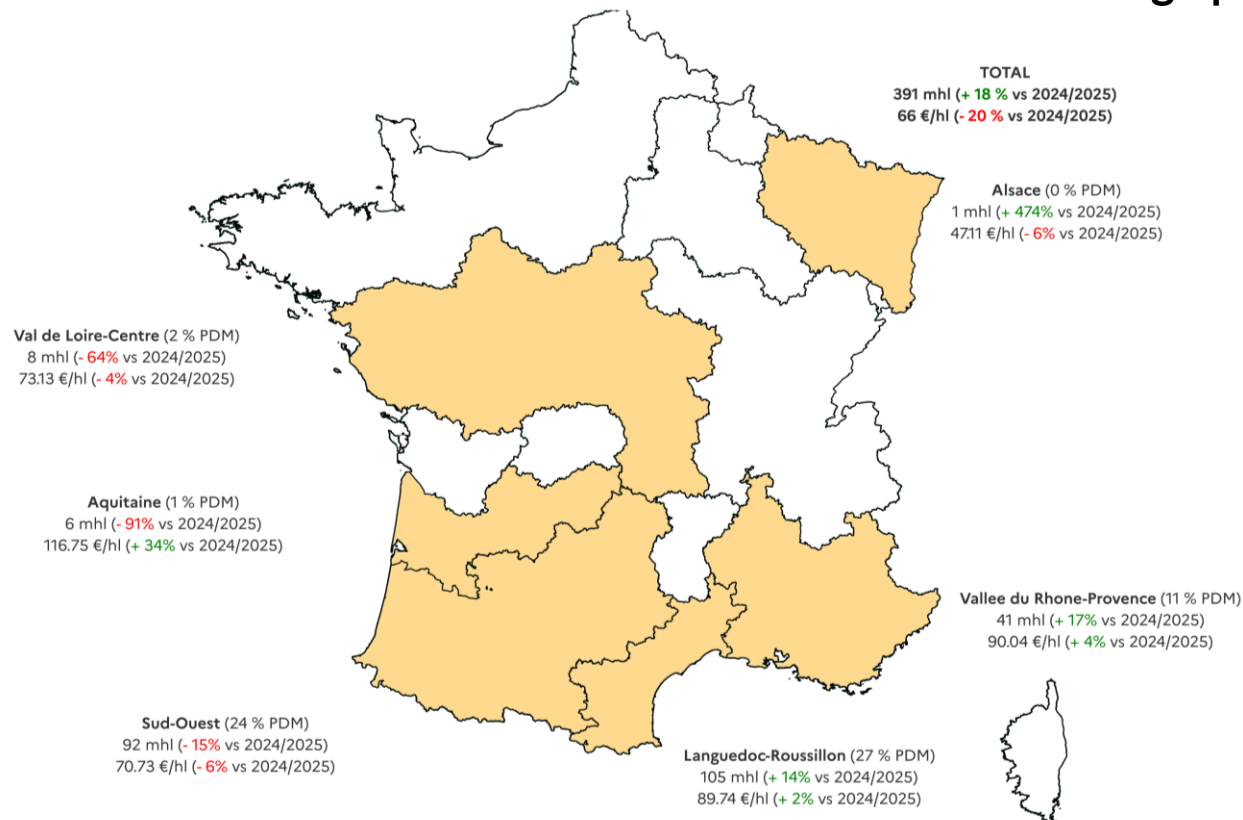 TOTAL
391 mhl (+ 18 % vs 2024/2025)
66 €/hl (- 20 % vs 2024/2025)
Alsace (0 % PDM)
1 mhl (+ 474% vs 2024/2025)
47.11 €/hl (- 6% vs 2024/2025)
Val de Loire-Centre (2 % PDM)
8 mhl (- 64% vs 2024/2025)
73.13 €/hl (- 4% vs 2024/2025)
Aquitaine (1 % PDM)
6 mhl (- 91% vs 2024/2025)
116.75 €/hl (+ 34% vs 2024/2025)
Vallee du Rhone-Provence (11 % PDM)
41 mhl (+ 17% vs 2024/2025)
90.04 €/hl (+ 4% vs 2024/2025)
Sud-Ouest (24 % PDM)
92 mhl (- 15% vs 2024/2025)
70.73 €/hl (- 6% vs 2024/2025)
Languedoc-Roussillon (27 % PDM)
105 mhl (+ 14% vs 2024/2025)
89.74 €/hl (+ 2% vs 2024/2025)